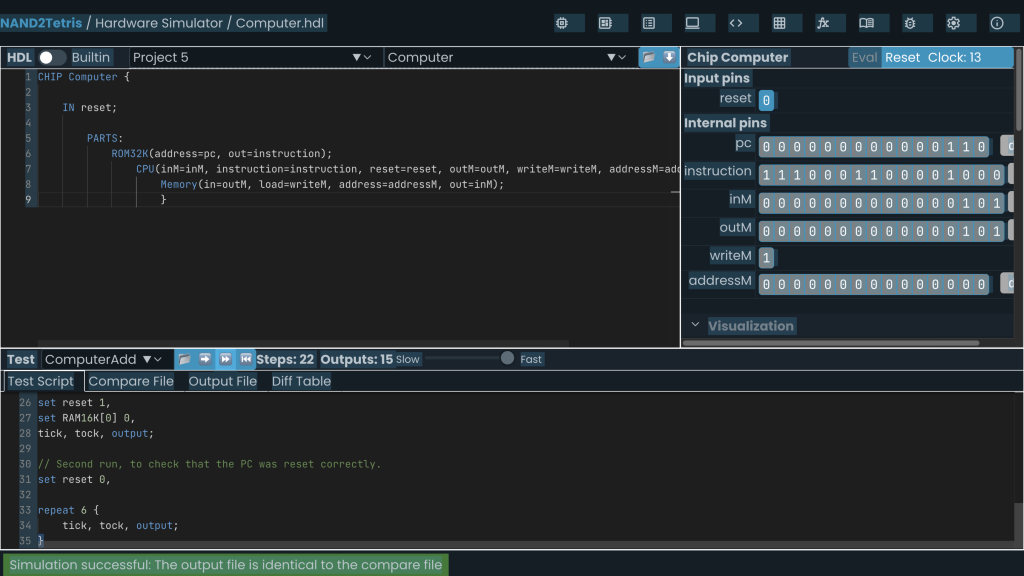 NAND2Tetris / Hardware Simulator / Computer.hdl
HDL Builtin Project 5 Computer
1 CHIP Computer {
2
3 IN reset;
4
5 PARTS:
6 ROM32K(address=pc, out=instruction);
7 CPU(inM=inM, instruction=instruction, reset=reset, outM=outM, writeM=writeM, addressM=add
8 Memory(in=outM, load=writeM, address=addressM, out=inM);
9 }
Chip Computer Eval Reset Clock: 13
Input pins
reset 0
Internal pins
pc 0 0 0 0 0 0 0 0 0 0 0 0 1 1 0
instruction 1 1 1 0 0 0 1 1 0 0 0 0 1 0 0 0
inM 0 0 0 0 0 0 0 0 0 0 0 0 0 1 0 1
outM 0 0 0 0 0 0 0 0 0 0 0 0 0 1 0 1
writeM 1
addressM 0 0 0 0 0 0 0 0 0 0 0 0 0 0 0
Visualization
Test ComputerAdd Steps: 22 Outputs: 15 Slow Fast
Test Script Compare File Output File Diff Table
26 set reset 1,
27 set RAM16K[0] 0,
28 tick, tock, output;
29
30 // Second run, to check that the PC was reset correctly.
31 set reset 0,
32
33 repeat 6 {
34 tick, tock, output;
35 }
Simulation successful: The output file is identical to the compare file